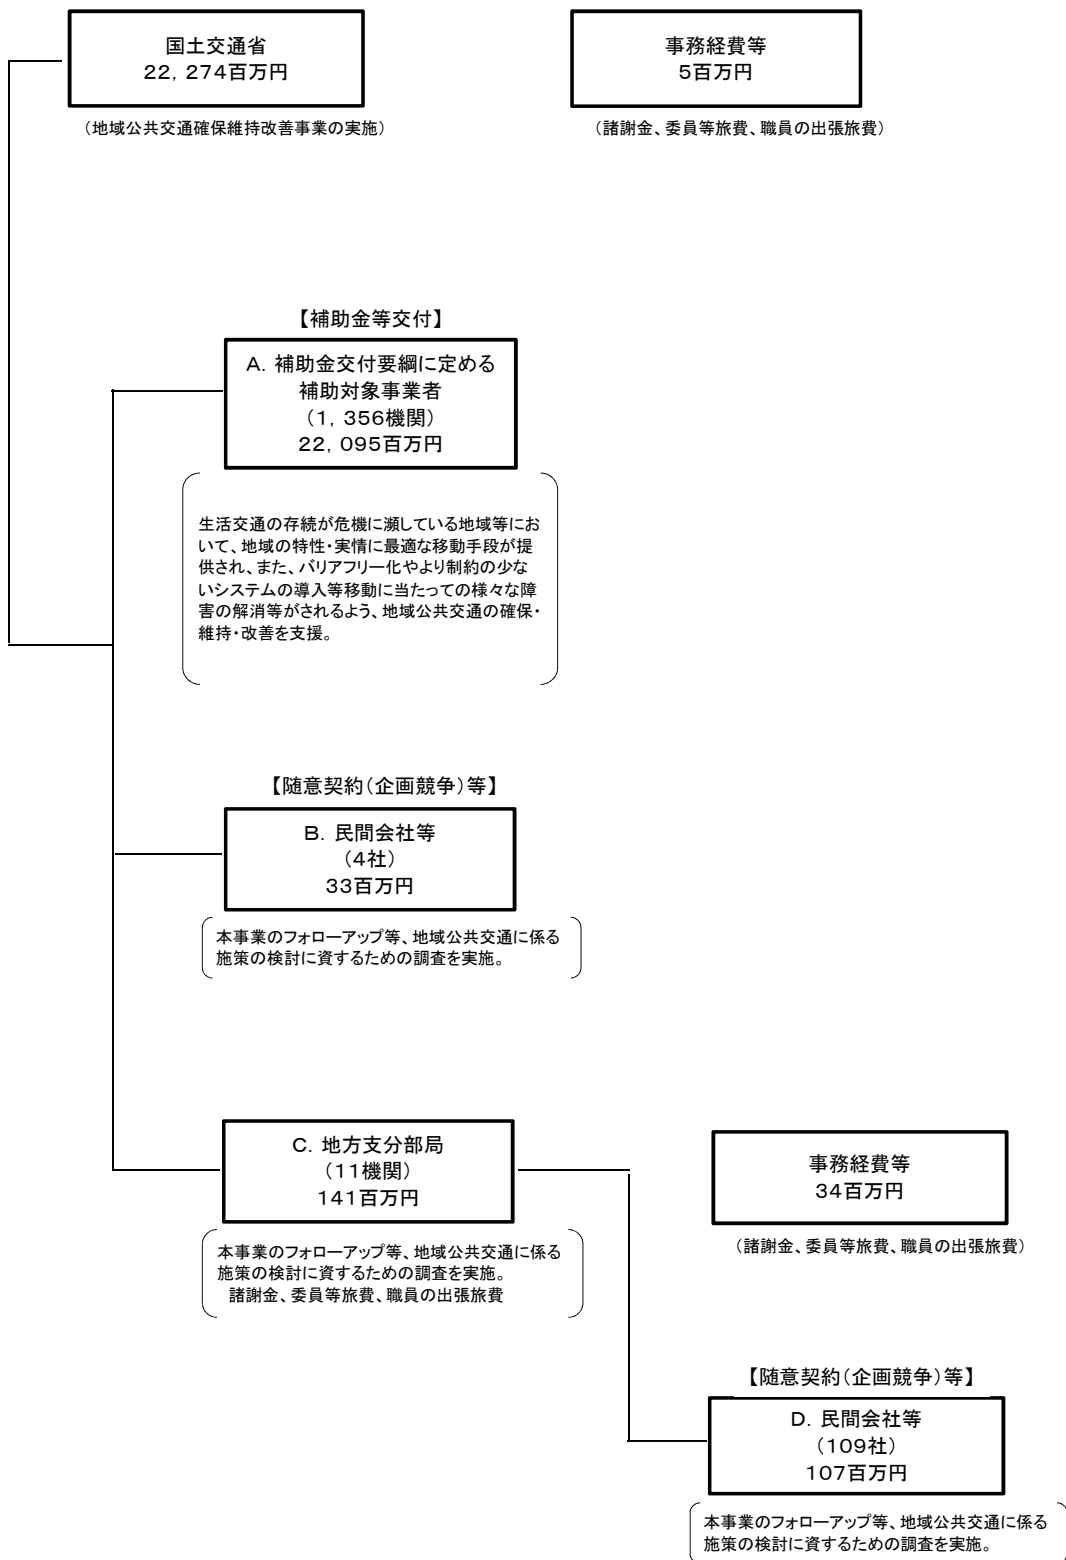 国土交通省
22,274百万円
(地域公共交通確保維持改善事業の実施)
事務経費等
5百万円
(諸謝金、委員等旅費、職員の出張旅費)
【補助金等交付】
A. 補助金交付要綱に定める
補助対象事業者
(1,356機関)
22,095百万円
生活交通の存続が危機に瀕している地域等にお
いて、地域の特性・実情に最適な移動手段が提
供され、また、バリアフリー化やより制約の少な
いシステムの導入等移動に当たっての様々な障
害の解消等がされるよう、地域公共交通の確保・
維持・改善を支援。
【随意契約(企画競争)等】
B. 民間会社等
(4社)
33百万円
本事業のフォローアップ等、地域公共交通に係る
施策の検討に資するための調査を実施。
C. 地方支分部局
(11機関)
141百万円
本事業のフォローアップ等、地域公共交通に係る
施策の検討に資するための調査を実施。
諸謝金、委員等旅費、職員の出張旅費
事務経費等
34百万円
(諸謝金、委員等旅費、職員の出張旅費)
【随意契約(企画競争)等】
D. 民間会社等
(109社)
107百万円
本事業のフォローアップ等、地域公共交通に係る
施策の検討に資するための調査を実施。